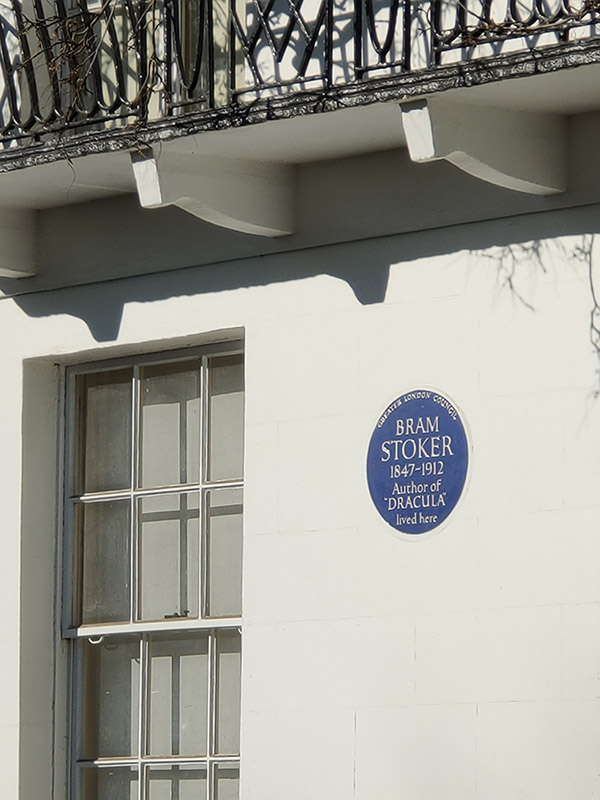 GREATER LONDON COUNCIL
BRAM
STOKER
1847-1912
Author of
"DRACULA"
lived here